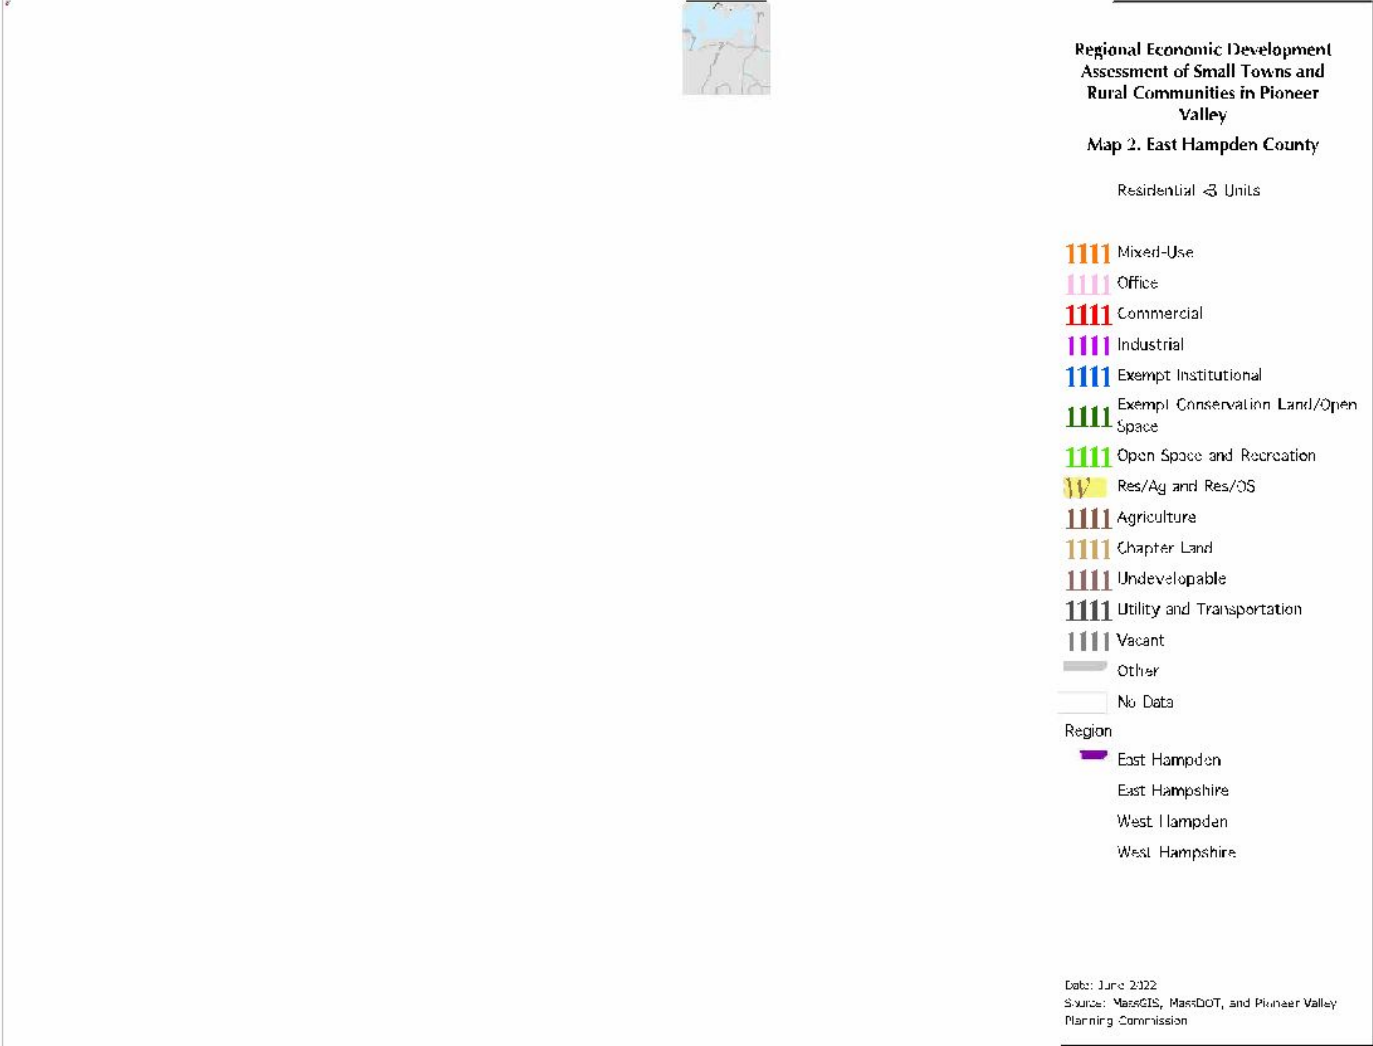 Regional Economic Development
Assessment of Small Towns and
Rural Communities in Pioneer
Valley
Map 2. East Hampden County
Residential <3 Units
Mixed-Use
Office
Commercial
Industrial
Exempt Institutional
Exempt Conservation Land/Open
Space
Open Space and Recreation
Res/Ag and Res/OS
Agriculture
Chapter Land
Undevelopable
Utility and Transportation
Vacant
Other
No Data
Region
East Hampden
East Hampshire
West Hampden
West Hampshire
Date: June 2022
Source: MassGIS, MassDOT, and Pioneer Valley
Planning Commission